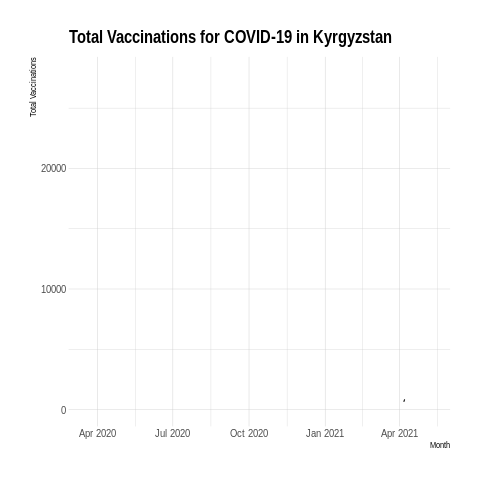 Total Vaccinations for COVID-19 in Kyrgyzstan
Total Vaccinations
20000
10000
0
Apr 2020 Jul 2020 Oct 2020 Jan 2021 Apr 2021
Month